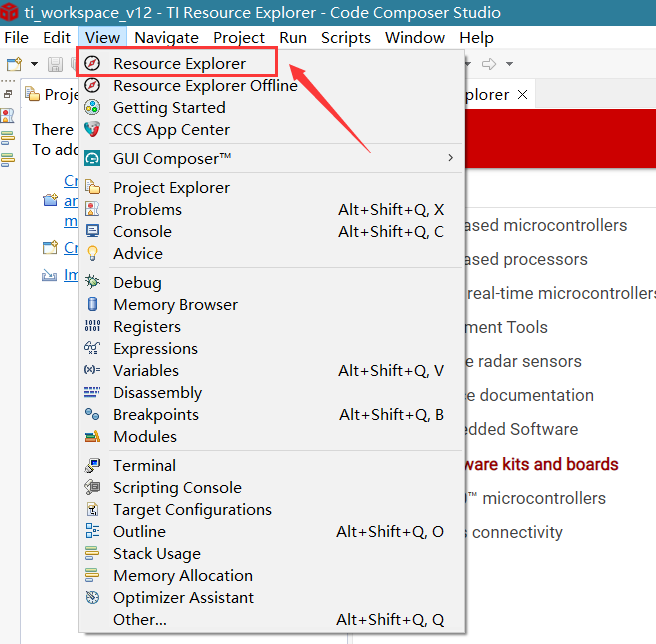 ti_workspace_v12 - TI Resource Explorer - Code Composer Studio
File Edit View Navigate Project Run Scripts Window Help
Resource Explorer
Resource Explorer Offline
Getting Started
CCS App Center
GUI Composer™
Project Explorer
Problems Alt+Shift+Q, X
Console Alt+Shift+Q, C
Advice
Debug
Memory Browser
Registers
Expressions
Variables Alt+Shift+Q, V
Disassembly
Breakpoints Alt+Shift+Q, B
Modules
Terminal
Scripting Console
Target Configurations
Outline Alt+Shift+Q, O
Stack Usage
Memory Allocation
Optimizer Assistant
Other... Alt+Shift+Q, Q
Proje
There
To add
Cr
an
m
Cr
Im
plorer
ased microcontrollers
ased processors
real-time microcontrollers
ment Tools
e radar sensors
e documentation
edded Software
ware kits and boards
™ microcontrollers
s connectivity